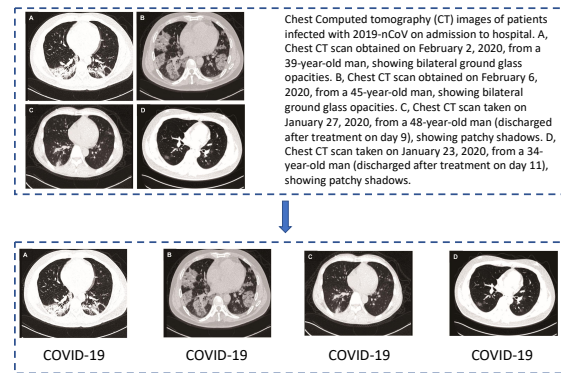 A
B
C
D
Chest Computed tomography (CT) images of patients
infected with 2019-nCoV on admission to hospital. A,
Chest CT scan obtained on February 2, 2020, from a
39-year-old man, showing bilateral ground glass
opacities. B, Chest CT scan obtained on February 6,
2020, from a 45-year-old man, showing bilateral
ground glass opacities. C, Chest CT scan taken on
January 27, 2020, from a 48-year-old man (discharged
after treatment on day 9), showing patchy shadows. D,
Chest CT scan taken on January 23, 2020, from a 34-
year-old man (discharged after treatment on day 11),
showing patchy shadows.
A
B
C
D
COVID-19
COVID-19
COVID-19
COVID-19